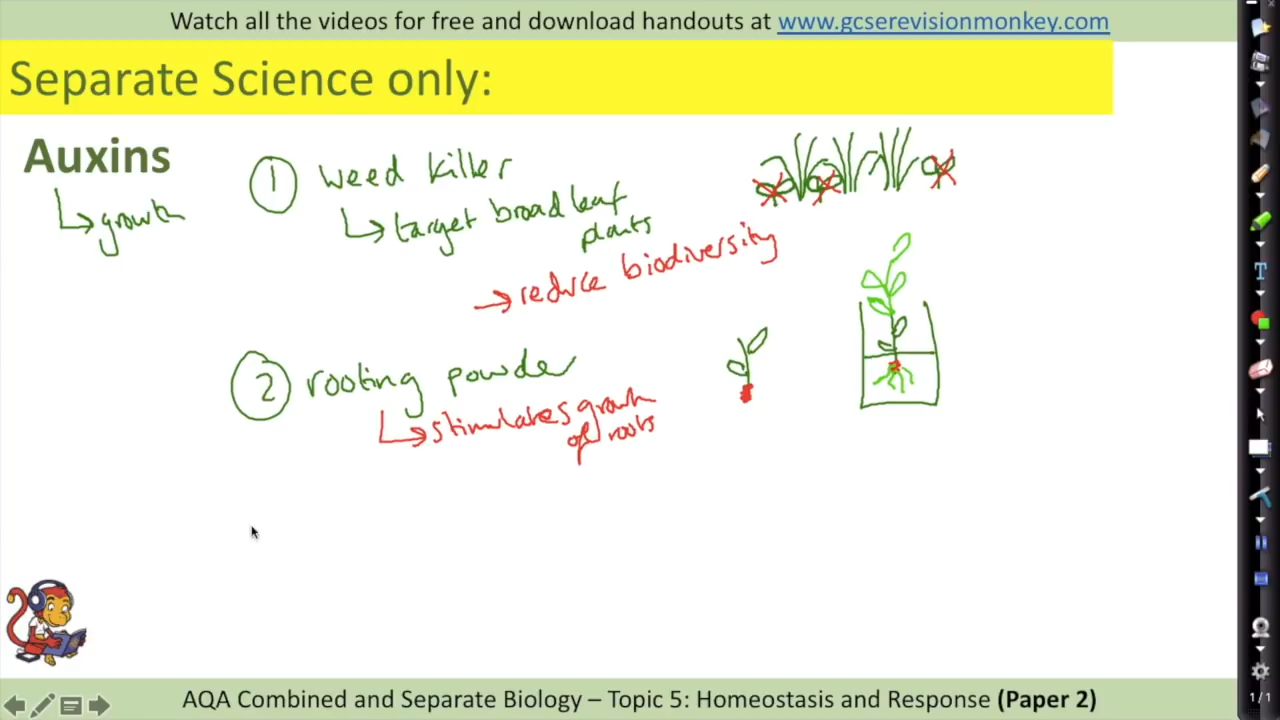 Watch all the videos for free and download handouts at www.gcserevisionmonkey.com
Separate Science only:
Auxins
↳ growth
① weed killer
↳ target broad leaf
plants
→ reduce biodiversity
② rooting powder
↳ stimulates growth
of roots
AQA Combined and Separate Biology – Topic 5: Homeostasis and Response (Paper 2)
T
1/1